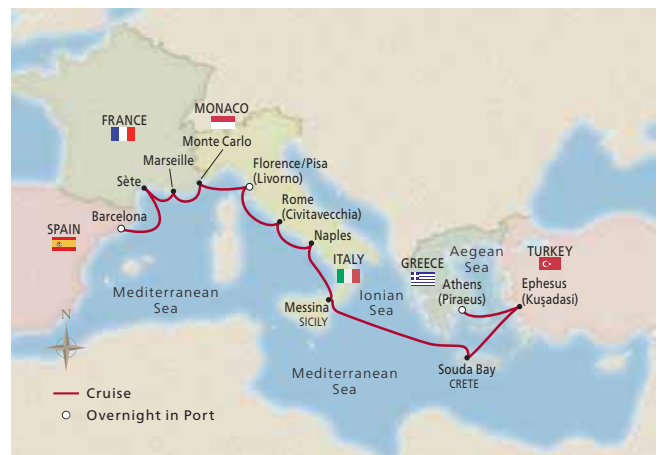 FRANCE
MONACO
Monte Carlo
Marseille
Sète
Florence/Pisa
(Livorno)
Barcelona
SPAIN
Rome
(Civitavecchia)
Naples
ITALY
GREECE
Aegean
Sea
TURKEY
Athens
(Piraeus)
Ephesus
(Kuşadasi)
Mediterranean
Sea
Ionian
Sea
Messina
SICILY
N
Mediterranean
Sea
Souda Bay
CRETE
Cruise
Overnight in Port